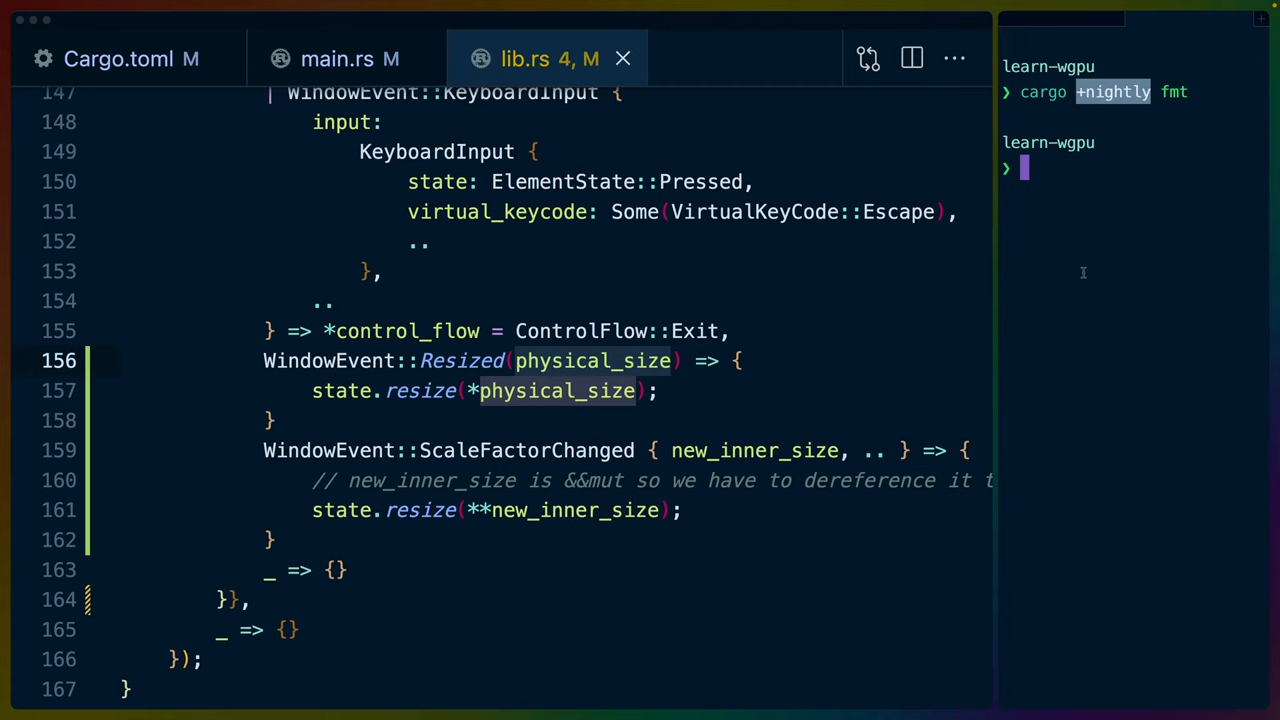 Cargo.toml M
main.rs M
lib.rs 4, M
147 | WindowEvent::KeyboardInput {
148 input:
149 KeyboardInput {
150 state: ElementState::Pressed,
151 virtual_keycode: Some(VirtualKeyCode::Escape),
152 ..
153 },
154 ..
155 } => *control_flow = ControlFlow::Exit,
156 WindowEvent::Resized(physical_size) => {
157 state.resize(*physical_size);
158 }
159 WindowEvent::ScaleFactorChanged { new_inner_size, .. } => {
160 // new_inner_size is &&mut so we have to dereference it t
161 state.resize(**new_inner_size);
162 }
163 _ => {}
164 }},
165 _ => {}
166 });
167 }
learn-wgpu
❯ cargo +nightly fmt
learn-wgpu
❯